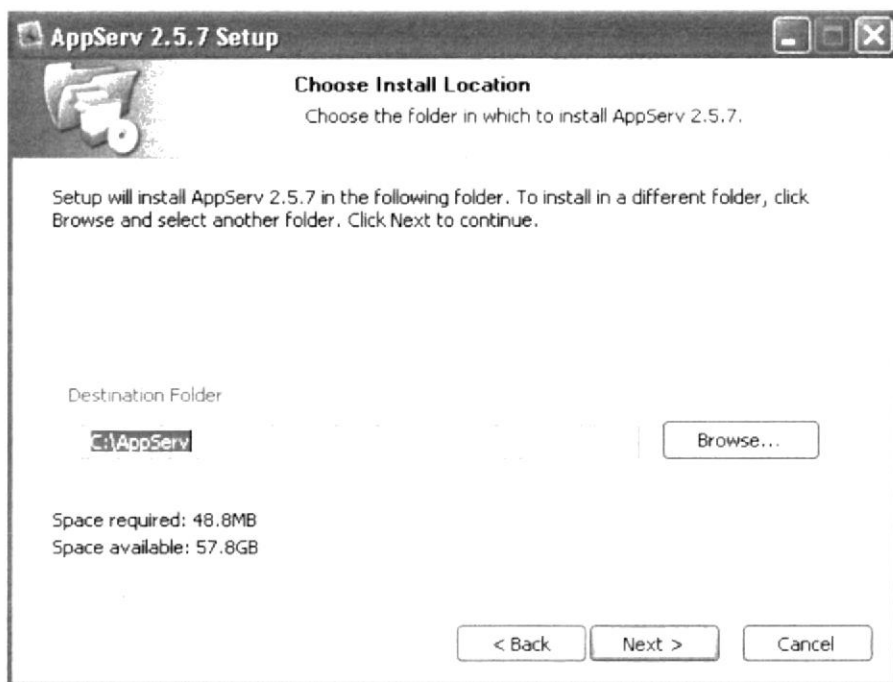 AppServ 2.5.7 Setup
Choose Install Location
Choose the folder in which to install AppServ 2.5.7.
Setup will install AppServ 2.5.7 in the following folder. To install in a different folder, click
Browse and select another folder. Click Next to continue.
Destination Folder
C:\AppServ
Browse...
Space required: 48.8MB
Space available: 57.8GB
< Back
Next >
Cancel